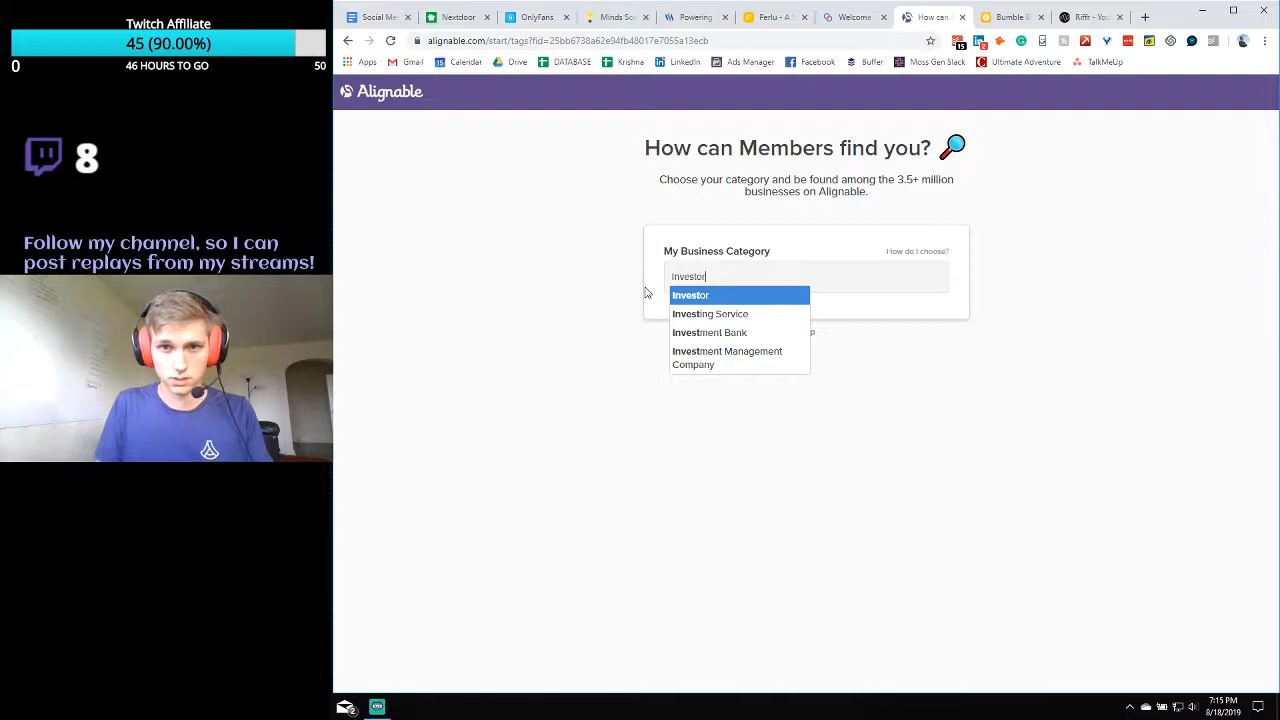 Twitch Affiliate
45 (90.00%)
0 46 HOURS TO GO 50
8
Follow my channel, so I can
post replays from my streams!
Social Me Nextdoor OnlyFans Minds Soc Powering Perlu - A Welcome How can Bumble B Riffr - You
alignable.com/start/tags?fid=25bb6738a62e94fb48017e7055a13ecb
15 2
Apps Gmail Calendar Drive DATABASE Krishna LinkedIn Ad Manager Facebook Buffer Moss Gen Slack Ultimate Adventure TalkMeUp
Alignable
How can Members find you?
Choose your category and be found among the 3.5+ million
businesses on Alignable.
My Business Category How do I choose?
Investor
Investor
Investing Service
Investment Bank
p
Investment Management
Company
2
7:15 PM
8/18/2019